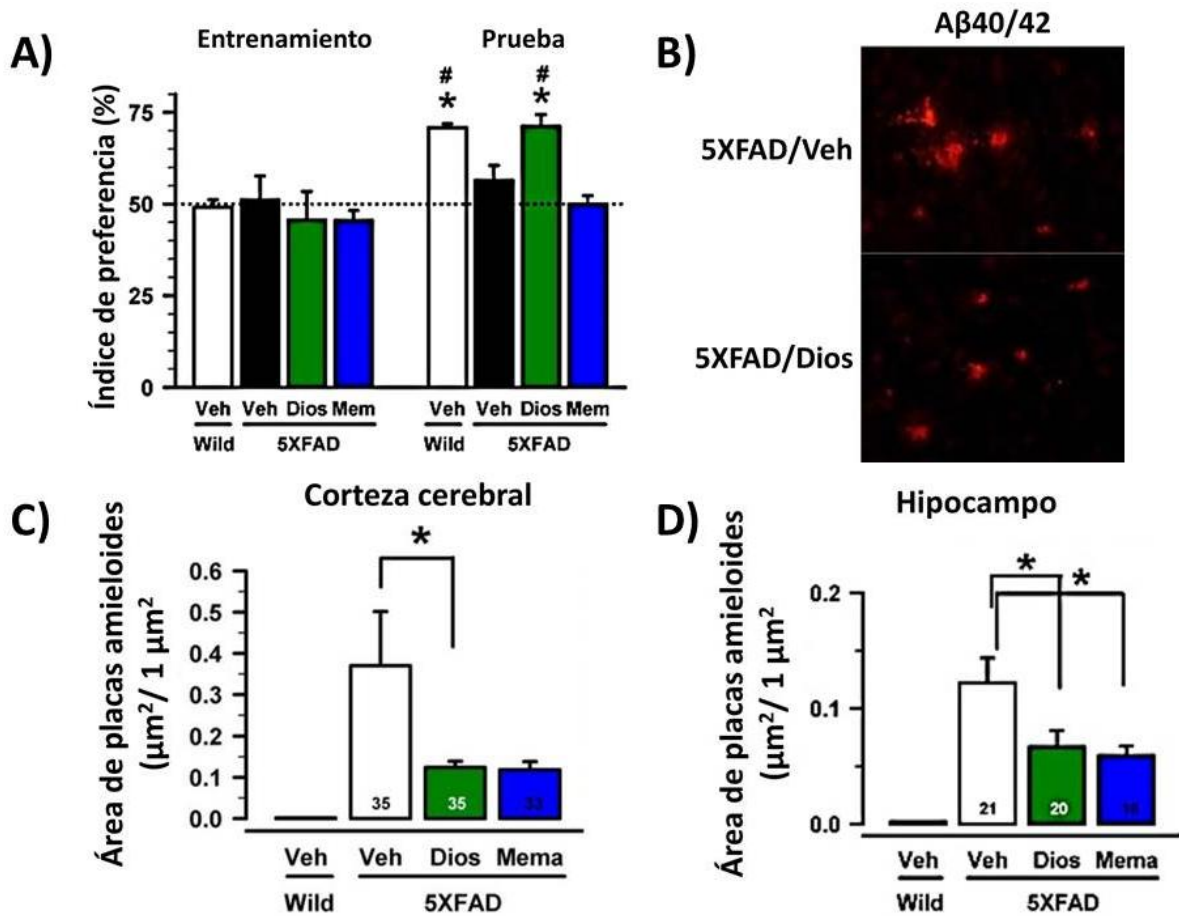 A)
Entrenamiento Prueba
# #
* *
Índice de preferencia (%)
75
50
25
0
Veh Veh Dios Mem Veh Veh Dios Mem
Wild 5XFAD Wild 5XFAD
B)
Aβ40/42
5XFAD/Veh
5XFAD/Dios
C)
Corteza cerebral
*
Área de placas amieloides
(μm²/ 1 μm²
0.6
0.5
0.4
0.3
0.2
0.1
0.0
35 35 33
Veh Veh Dios Mema
Wild 5XFAD
D)
Hipocampo
* *
Área de placas amieloides
(μm²/ 1 μm²
0.2
0.1
0.0
21 20
Veh Veh Dios Mema
Wild 5XFAD